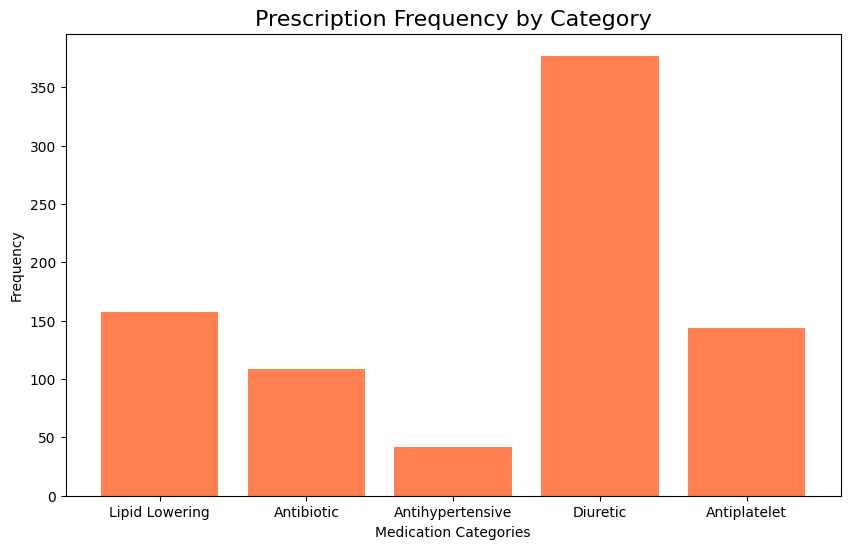 Prescription Frequency by Category
Frequency
350
300
250
200
150
100
50
0
Lipid Lowering Antibiotic Antihypertensive Diuretic Antiplatelet
Medication Categories